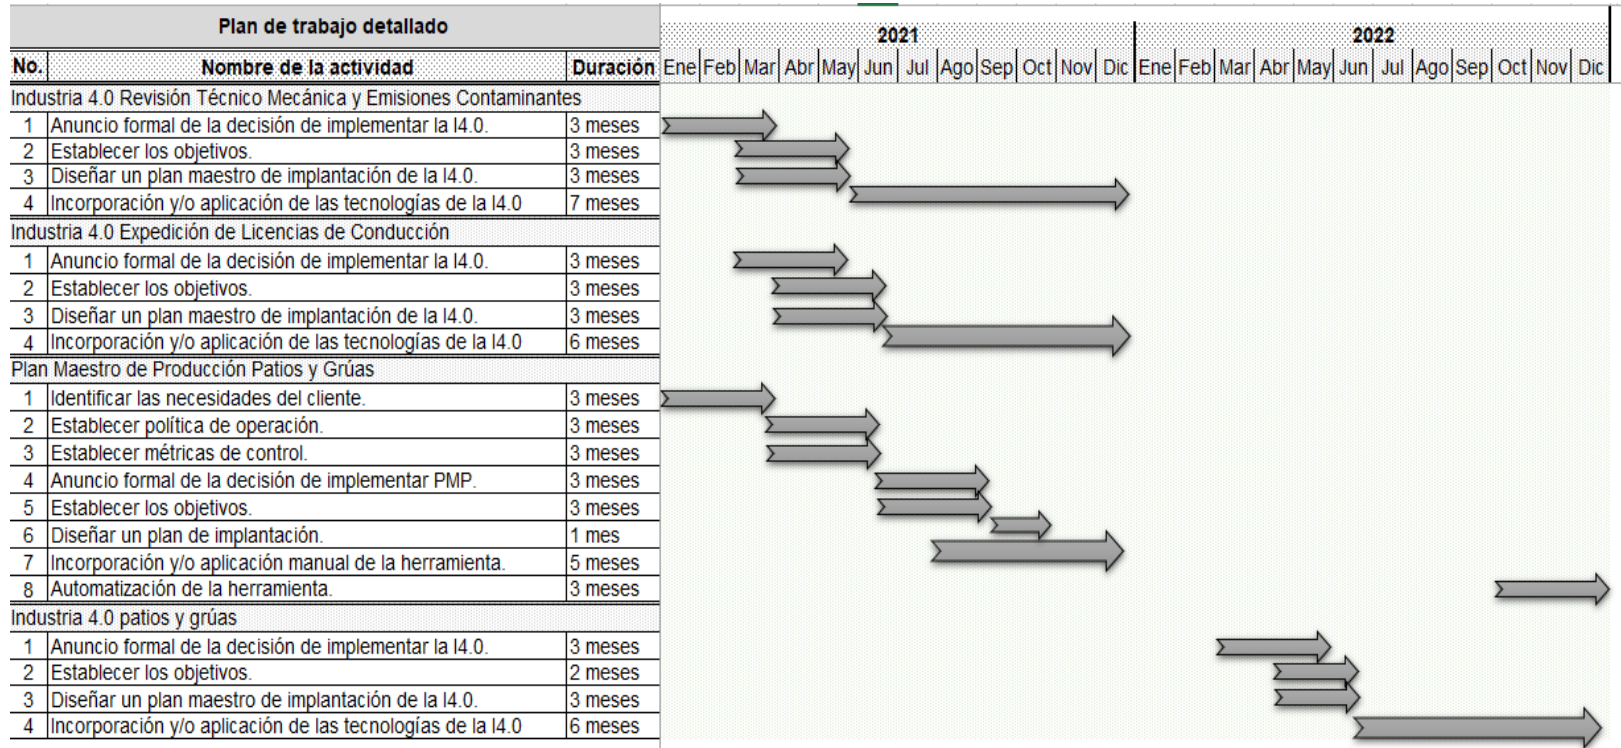 Plan de trabajo detallado
2021 2022
No. Nombre de la actividad Duración Ene Feb Mar Abr May Jun Jul Ago Sep Oct Nov Dic Ene Feb Mar Abr May Jun Jul Ago Sep Oct Nov Dic
Industria 4.0 Revisión Técnico Mecánica y Emisiones Contaminantes
1 Anuncio formal de la decisión de implementar la I4.0. 3 meses
2 Establecer los objetivos. 3 meses
3 Diseñar un plan maestro de implantación de la I4.0. 3 meses
4 Incorporación y/o aplicación de las tecnologías de la I4.0 7 meses
Industria 4.0 Expedición de Licencias de Conducción
1 Anuncio formal de la decisión de implementar la I4.0. 3 meses
2 Establecer los objetivos. 3 meses
3 Diseñar un plan maestro de implantación de la I4.0. 3 meses
4 Incorporación y/o aplicación de las tecnologías de la I4.0 6 meses
Plan Maestro de Producción Patios y Grúas
1 Identificar las necesidades del cliente. 3 meses
2 Establecer política de operación. 3 meses
3 Establecer métricas de control. 3 meses
4 Anuncio formal de la decisión de implementar PMP. 3 meses
5 Establecer los objetivos. 3 meses
6 Diseñar un plan de implantación. 1 mes
7 Incorporación y/o aplicación manual de la herramienta. 5 meses
8 Automatización de la herramienta. 3 meses
Industria 4.0 patios y grúas
1 Anuncio formal de la decisión de implementar la I4.0. 3 meses
2 Establecer los objetivos. 2 meses
3 Diseñar un plan maestro de implantación de la I4.0. 3 meses
4 Incorporación y/o aplicación de las tecnologías de la I4.0 6 meses